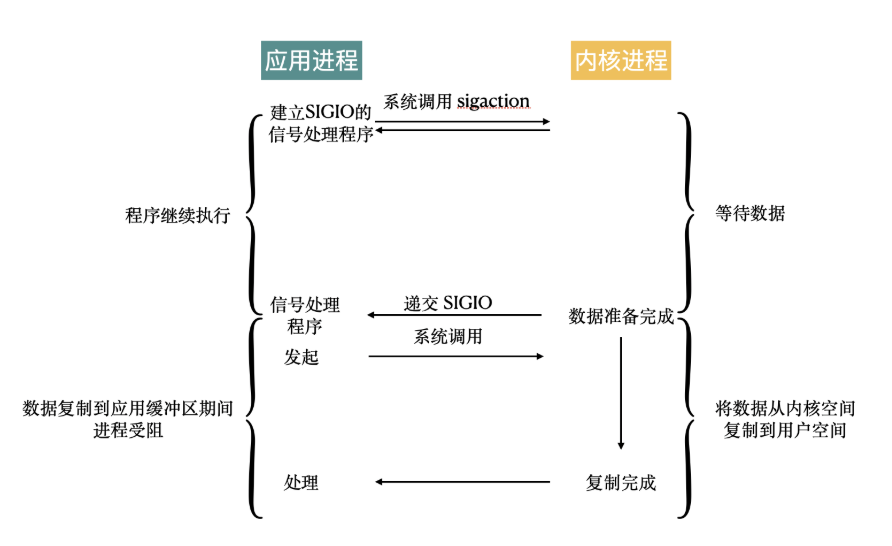 应用进程
内核进程
建立SIGIO的
信号处理程序
系统调用 sigaction
程序继续执行
等待数据
信号处理
程序
递交 SIGIO
数据准备完成
发起
系统调用
数据复制到应用缓冲区期间
进程受阻
将数据从内核空间
复制到用户空间
处理
复制完成